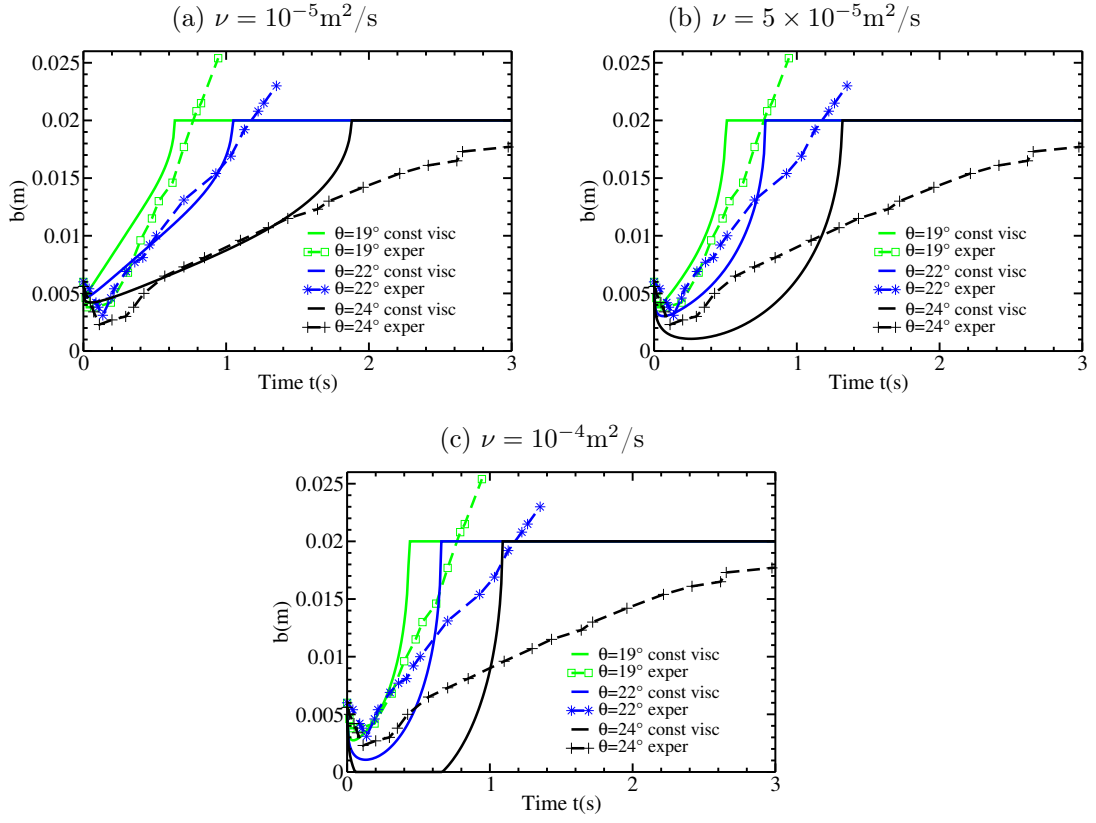 (a) ν = 10⁻⁵m²/s
0.025
0.02
0.015
0.01
0.005
0
b(m)
θ=19° const visc
θ=19° exper
θ=22° const visc
θ=22° exper
θ=24° const visc
θ=24° exper
0 1 2 3
Time t(s)
(b) ν = 5 × 10⁻⁵m²/s
0.025
0.02
0.015
0.01
0.005
0
b(m)
θ=19° const visc
θ=19° exper
θ=22° const visc
θ=22° exper
θ=24° const visc
θ=24° exper
0 1 2 3
Time t(s)
(c) ν = 10⁻⁴m²/s
0.025
0.02
0.015
0.01
0.005
0
b(m)
θ=19° const visc
θ=19° exper
θ=22° const visc
θ=22° exper
θ=24° const visc
θ=24° exper
0 1 2 3
Time t(s)